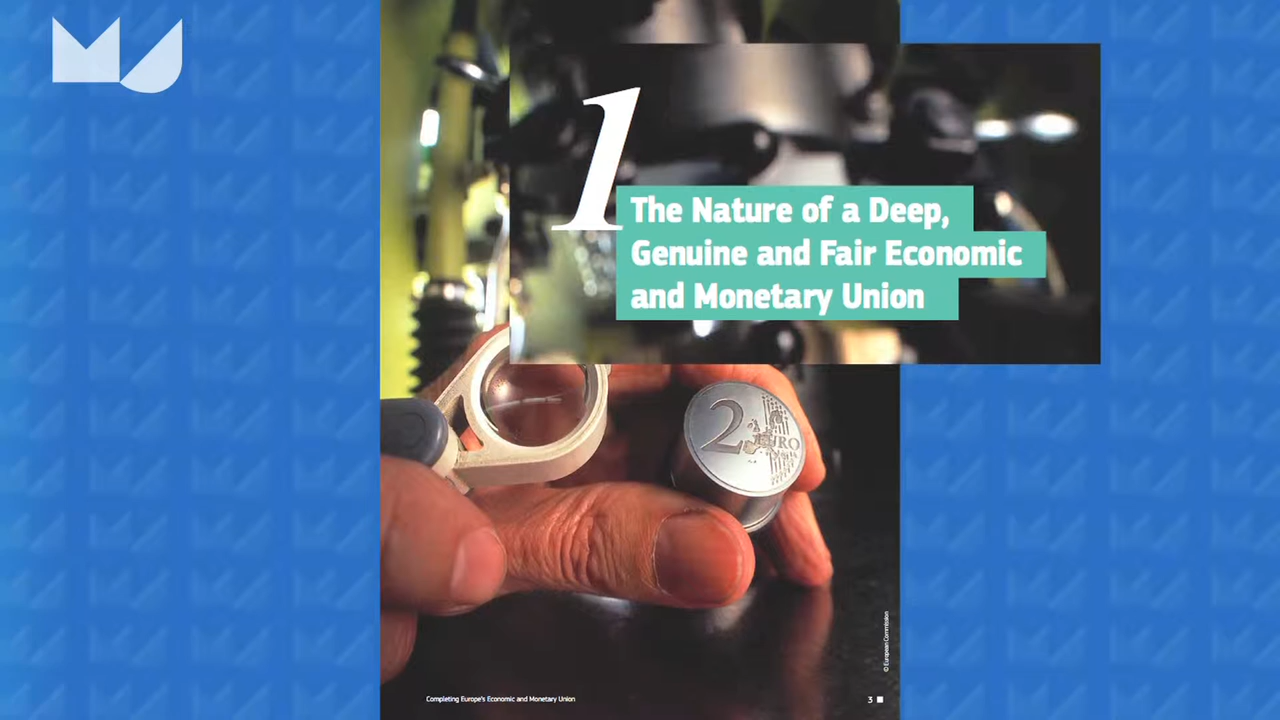 1
The Nature of a Deep,
Genuine and Fair Economic
and Monetary Union
2
EURO
© European Commission
Completing Europe's Economic and Monetary Union
3